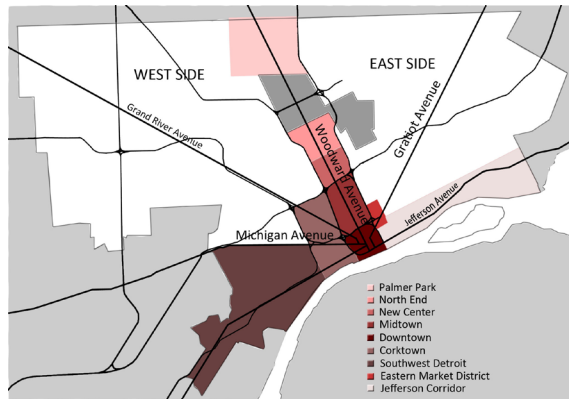 WEST SIDE
EAST SIDE
Grand River Avenue
Woodward Avenue
Gratiot Avenue
Jefferson Avenue
Michigan Avenue
Palmer Park
North End
New Center
Midtown
Downtown
Corktown
Southwest Detroit
Eastern Market District
Jefferson Corridor